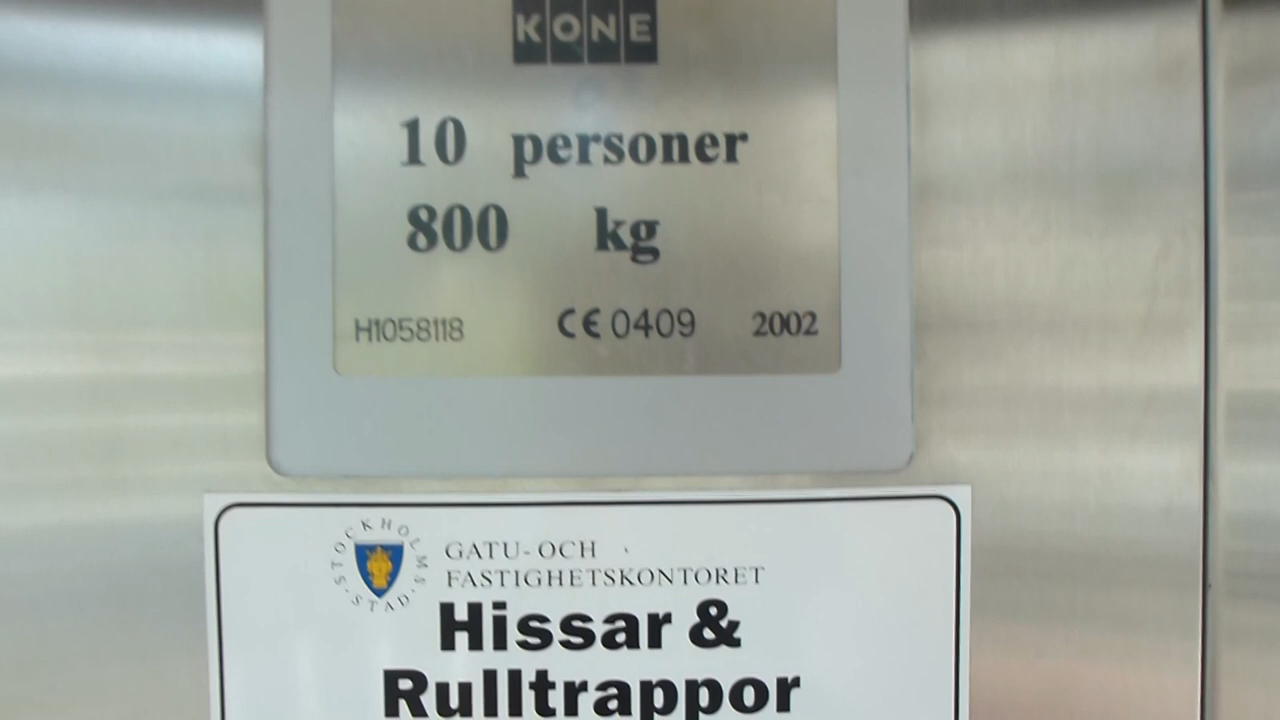 KONE
10 personer
800 kg
H1058118 CE 0409 2002
STOCKHOLMS STAD
GATU- OCH
FASTIGHETSKONTORET
Hissar &
Rulltrappor